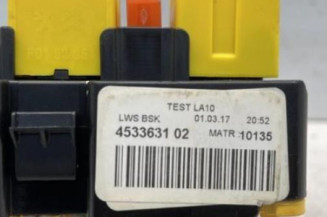 TEST LA10
LWS BSK 01.03.17 20:52
4533631 02 MATR 10135